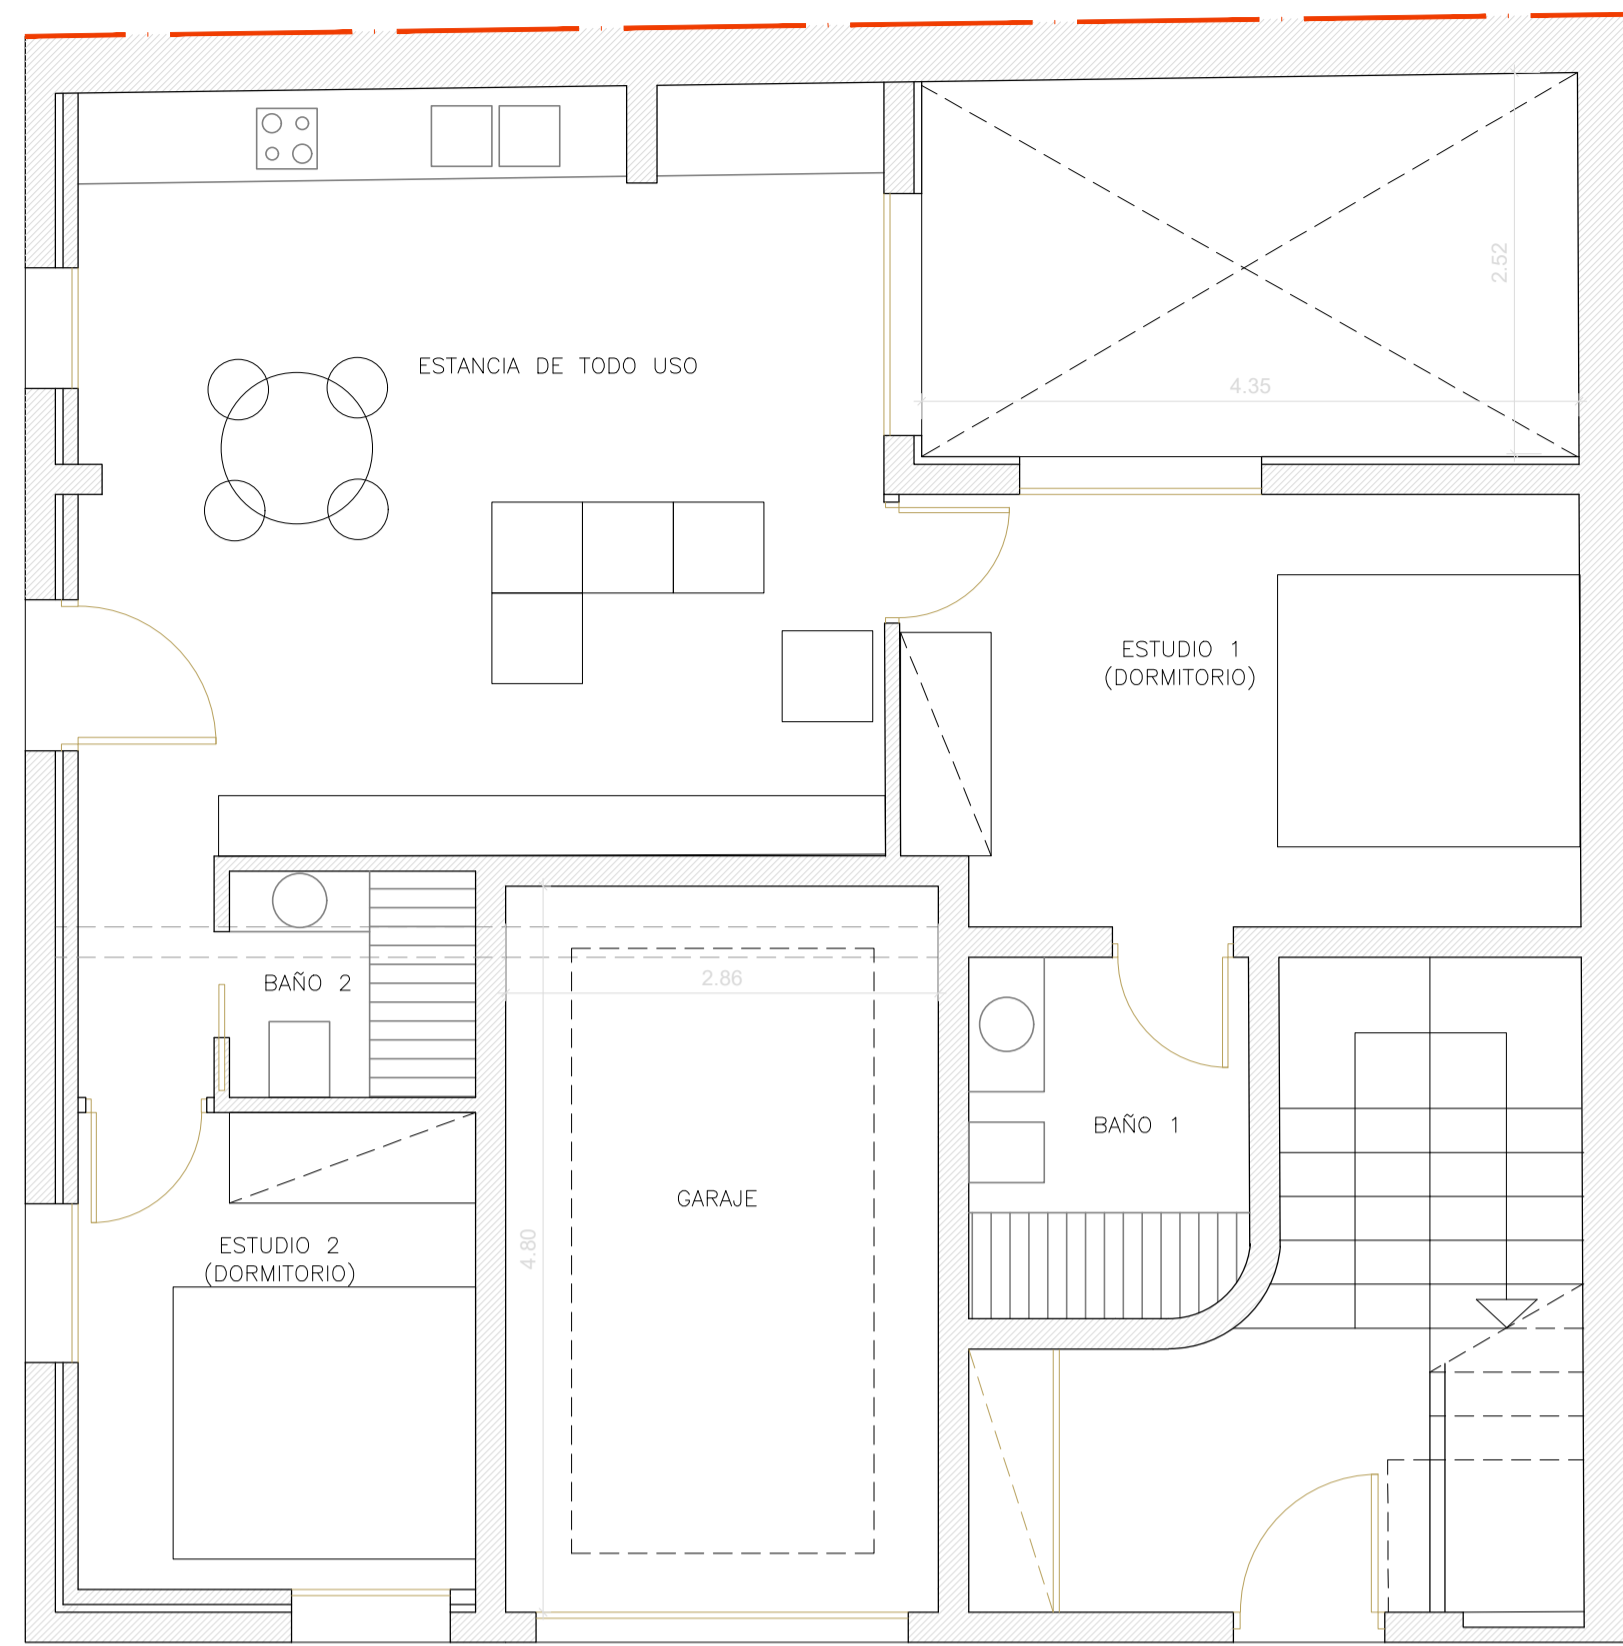 2.52
ESTANCIA DE TODO USO
4.35
ESTUDIO 1
(DORMITORIO)
BAÑO 2
2.86
BAÑO 1
GARAJE
4.80
ESTUDIO 2
(DORMITORIO)